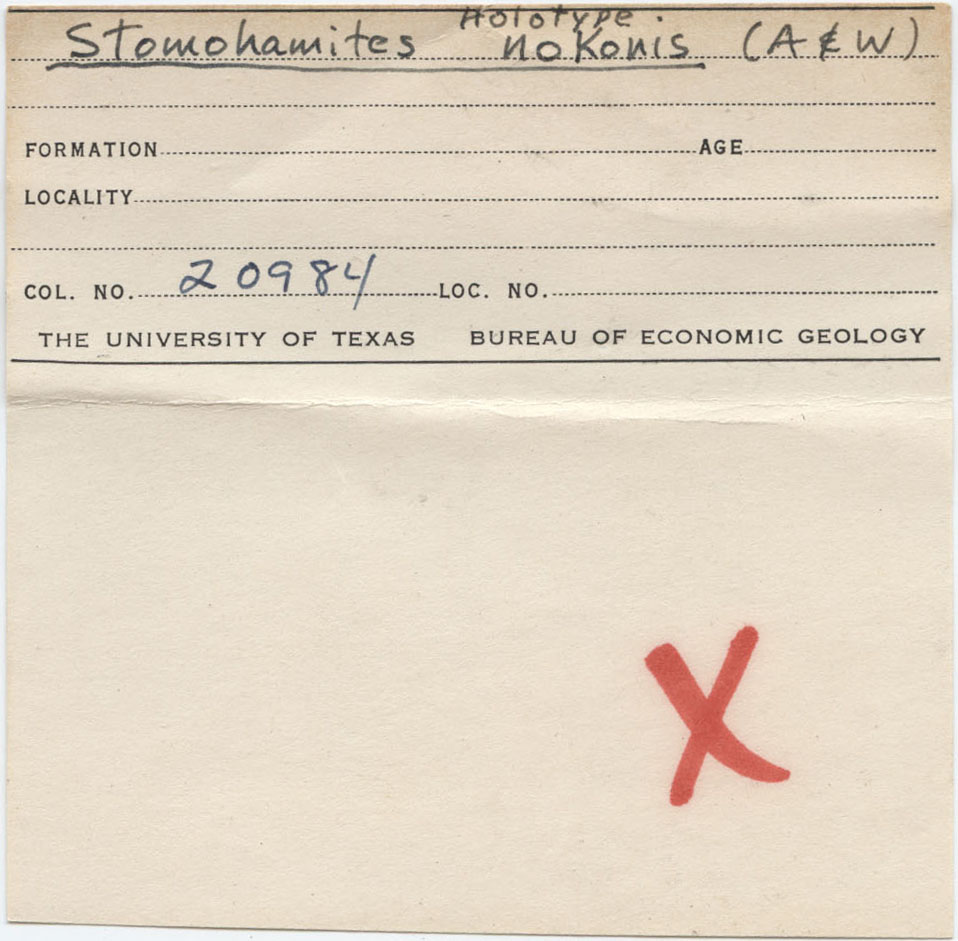 Holotype.
Stomohamites nokonis (A & W)
FORMATION AGE
LOCALITY
COL. NO. 20984 LOC. NO.
THE UNIVERSITY OF TEXAS BUREAU OF ECONOMIC GEOLOGY
X